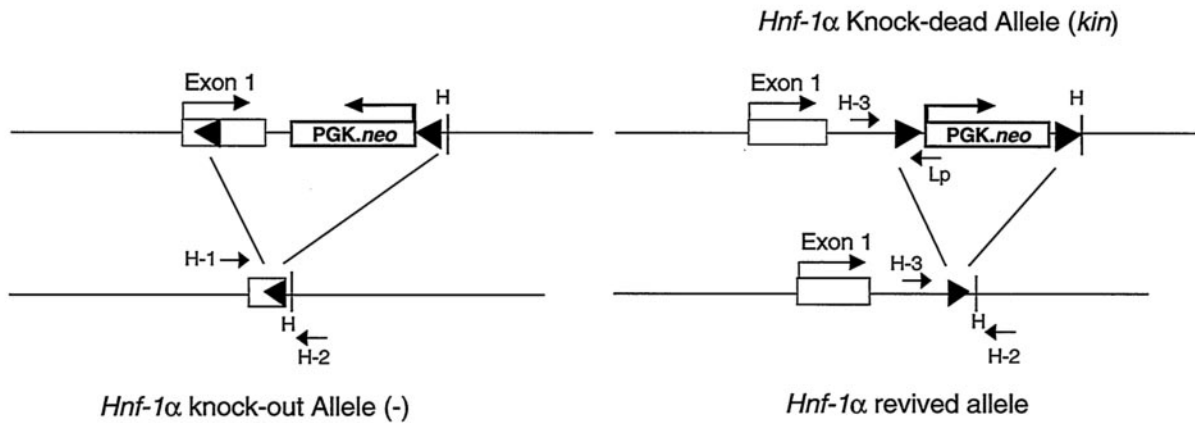 Hnf-1α Knock-dead Allele (kin)
Exon 1
H
PGK.neo
Exon 1
H-3
H
PGK.neo
Lp
H-1
H
H-2
Exon 1
H-3
H
H-2
Hnf-1α knock-out Allele (-)
Hnf-1α revived allele